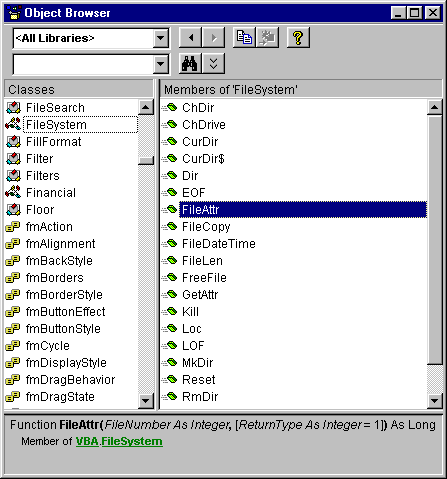 Object Browser
<All Libraries>
Classes
FileSearch
FileSystem
FillFormat
Filter
Filters
Financial
Floor
fmAction
fmAlignment
fmBackStyle
fmBorders
fmBorderStyle
fmButtonEffect
fmButtonStyle
fmCycle
fmDisplayStyle
fmDragBehavior
fmDragState
Members of 'FileSystem'
ChDir
ChDrive
CurDir
CurDir$
Dir
EOF
FileAttr
FileCopy
FileDateTime
FileLen
FreeFile
GetAttr
Kill
Loc
LOF
MkDir
Reset
RmDir
Function FileAttr(FileNumber As Integer, [ReturnType As Integer = 1]) As Long
Member of VBA.FileSystem